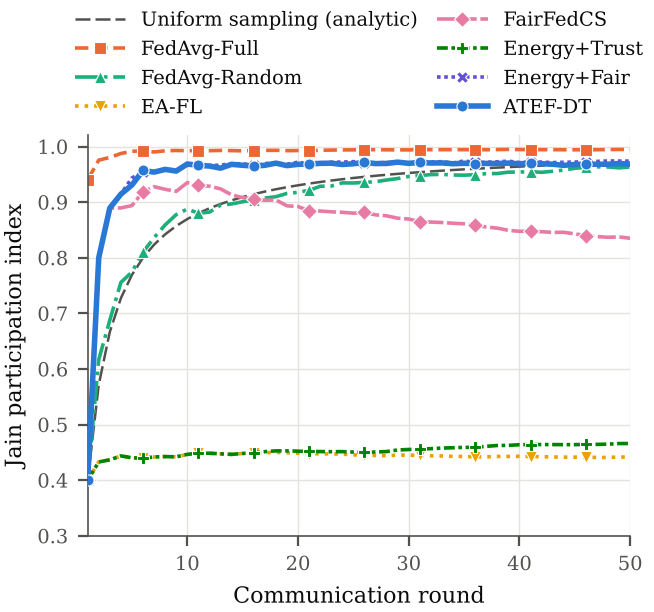 Uniform sampling (analytic)
FedAvg-Full
FedAvg-Random
EA-FL
FairFedCS
Energy+Trust
Energy+Fair
ATEF-DT
Jain participation index
1.0
0.9
0.8
0.7
0.6
0.5
0.4
0.3
10
20
30
40
50
Communication round